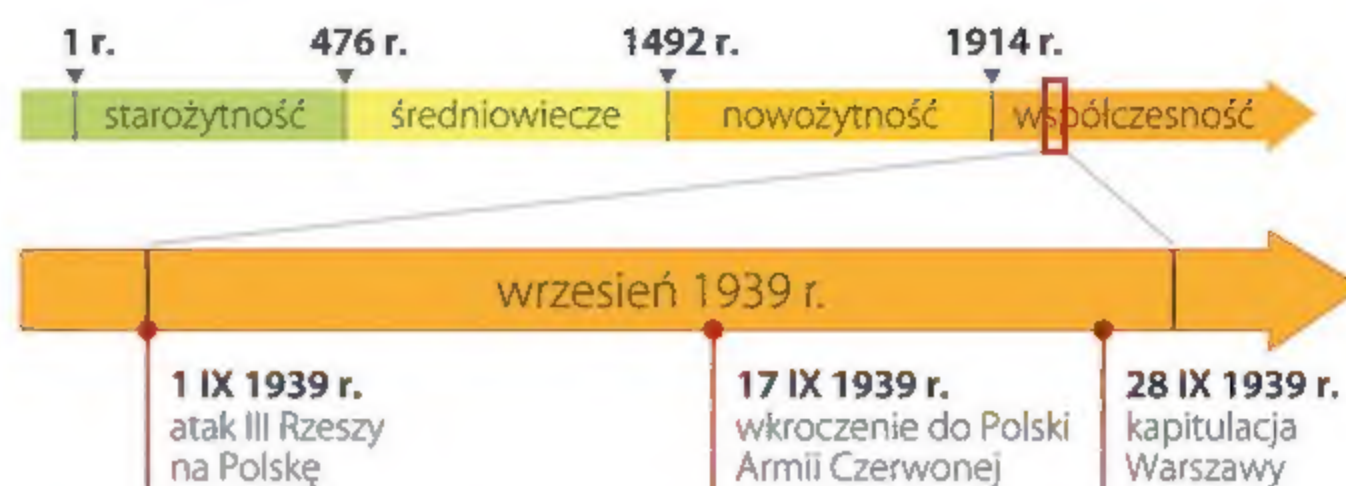 1 r. 476 r. 1492 r. 1914 r.
starożytność średniowiecze nowożytność współczesność
wrzesień 1939 r.
1 IX 1939 r. 17 IX 1939 r. 28 IX 1939 r.
atak III Rzeszy wkroczenie do Polski kapitulacja
na Polskę Armii Czerwonej Warszawy